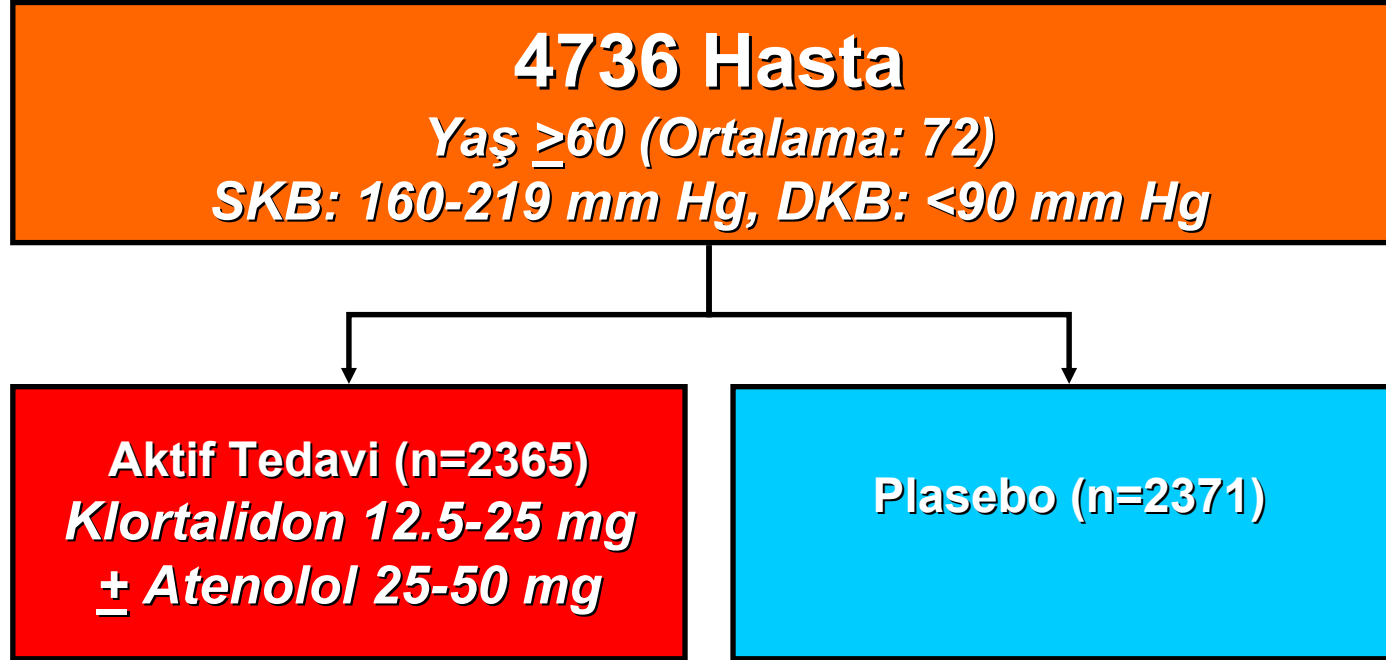 4736 Hasta
Yaş ≥60 (Ortalama: 72)
SKB: 160-219 mm Hg, DKB: <90 mm Hg
Aktif Tedavi (n=2365)
Klortalidon 12.5-25 mg
± Atenolol 25-50 mg
Plasebo (n=2371)